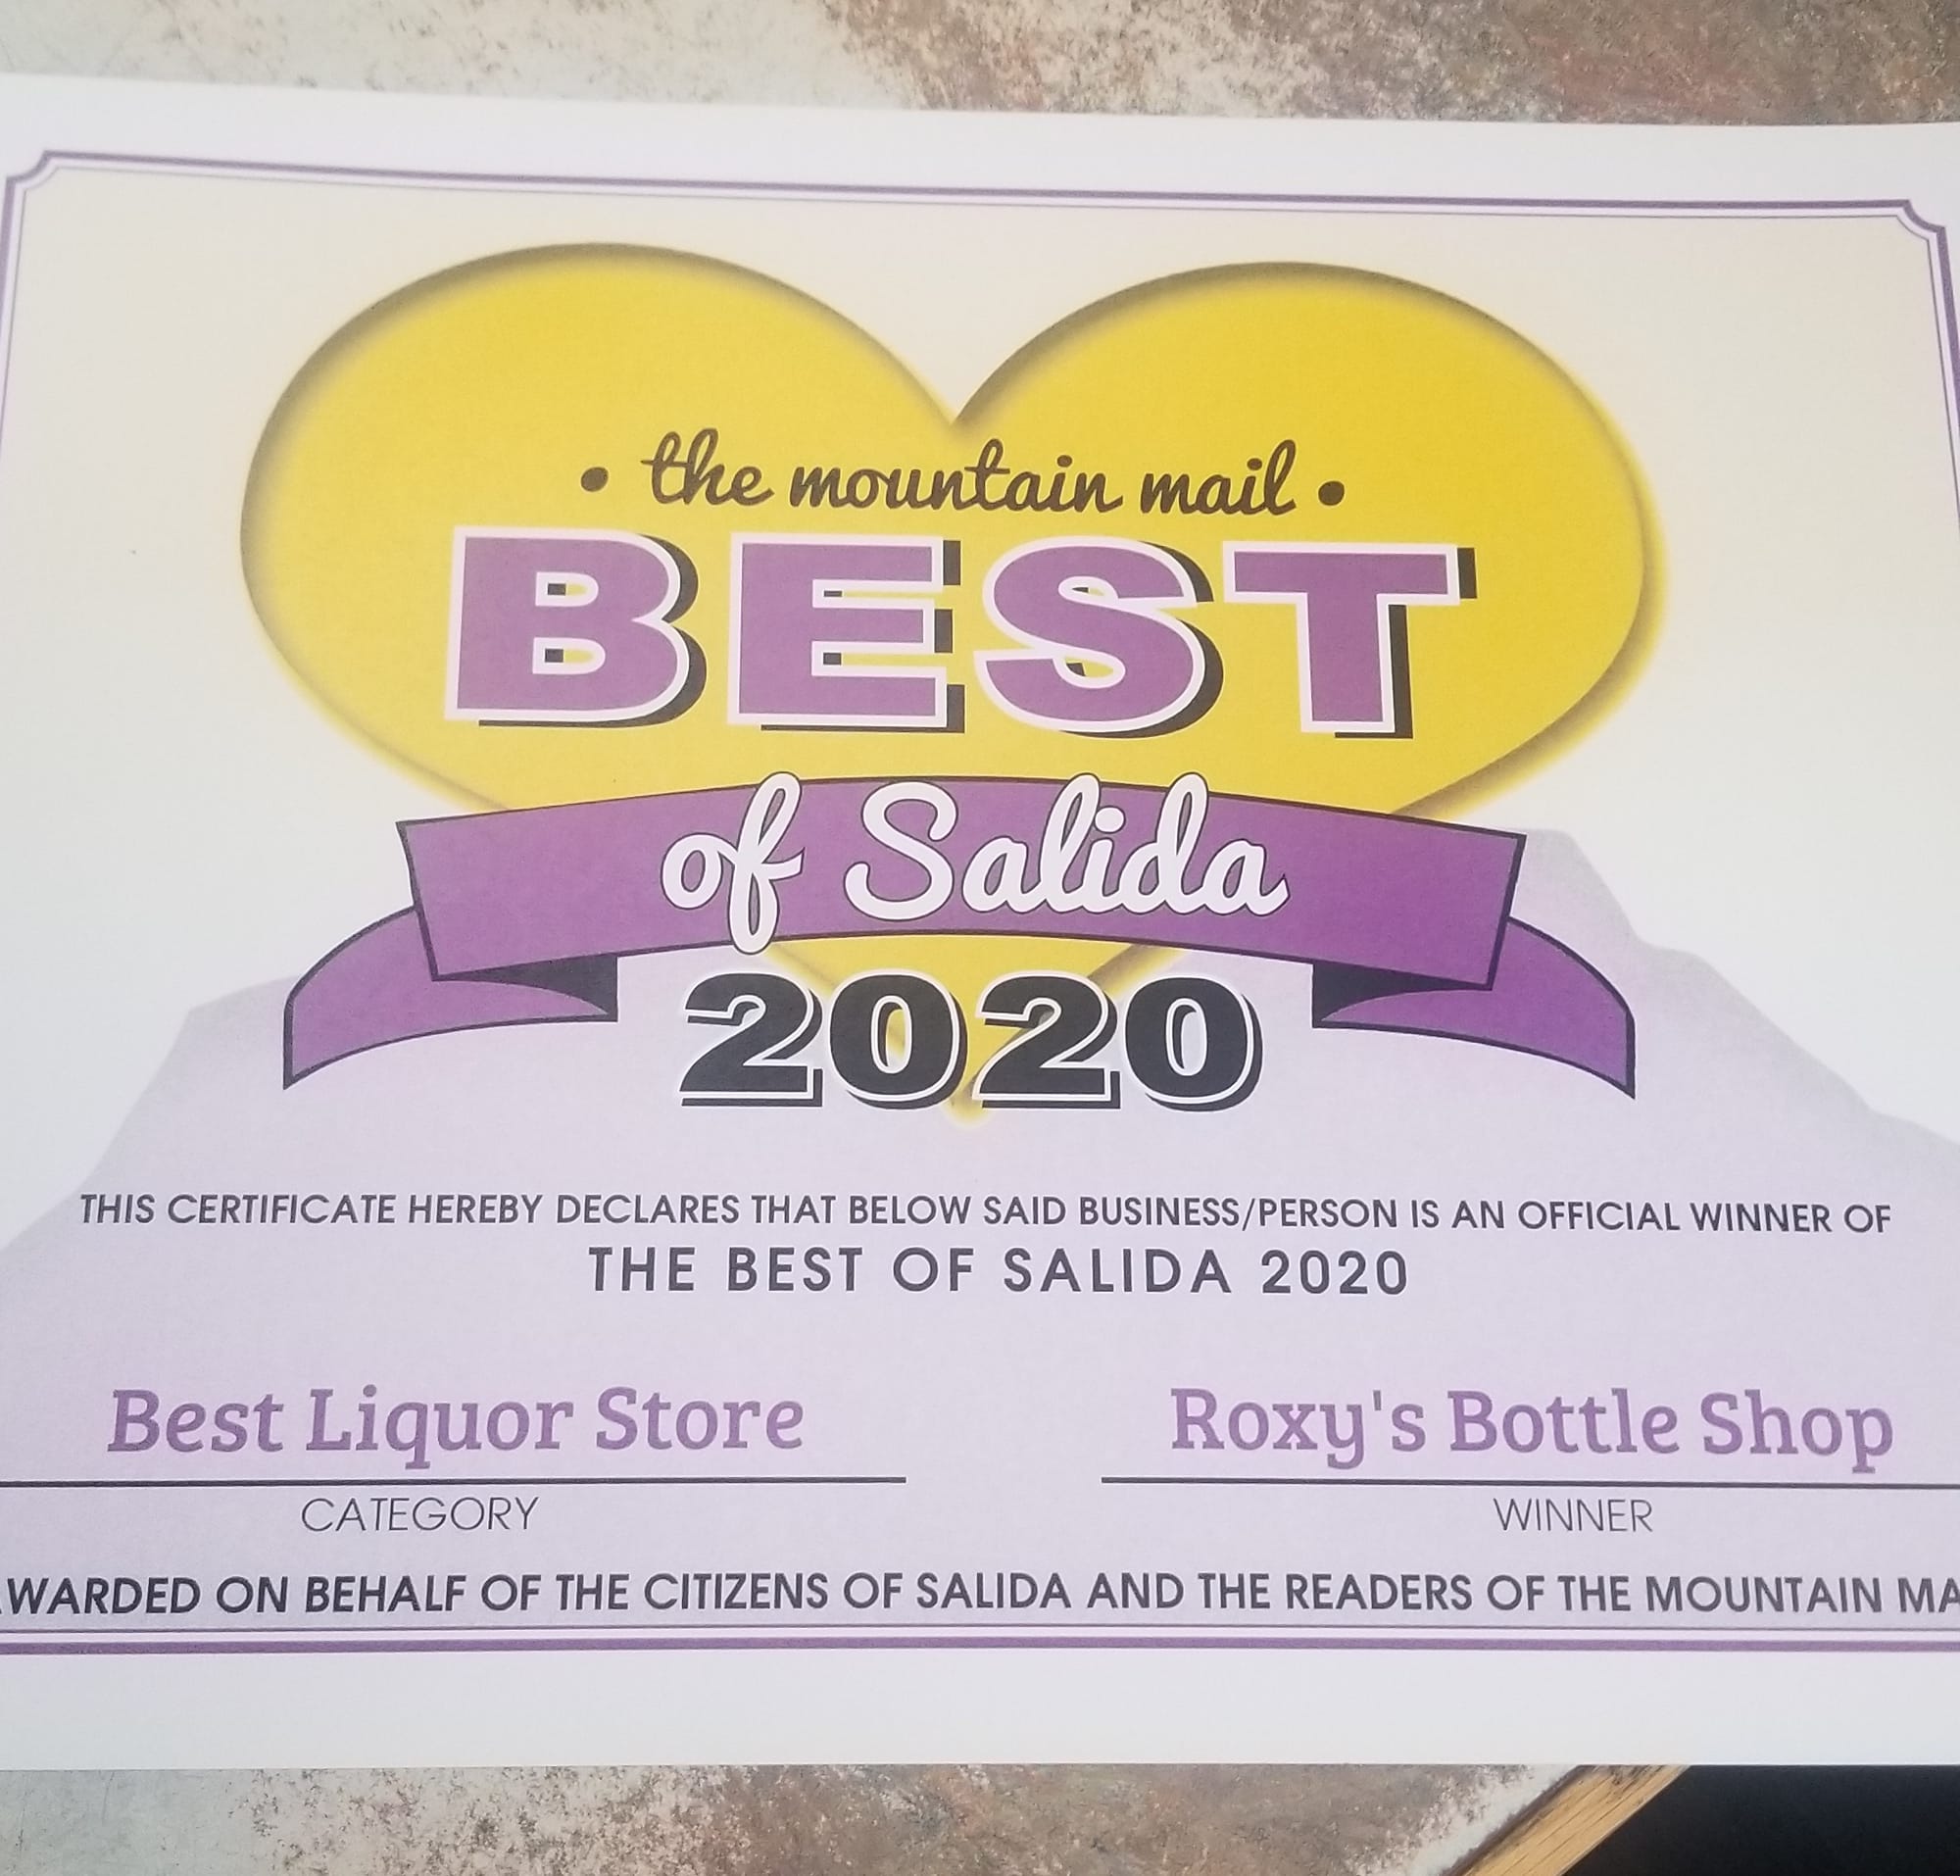 • the mountain mail •
BEST
of Salida
2020
THIS CERTIFICATE HEREBY DECLARES THAT BELOW SAID BUSINESS/PERSON IS AN OFFICIAL WINNER OF
THE BEST OF SALIDA 2020
Best Liquor Store
CATEGORY
Roxy's Bottle Shop
WINNER
WARDED ON BEHALF OF THE CITIZENS OF SALIDA AND THE READERS OF THE MOUNTAIN MA